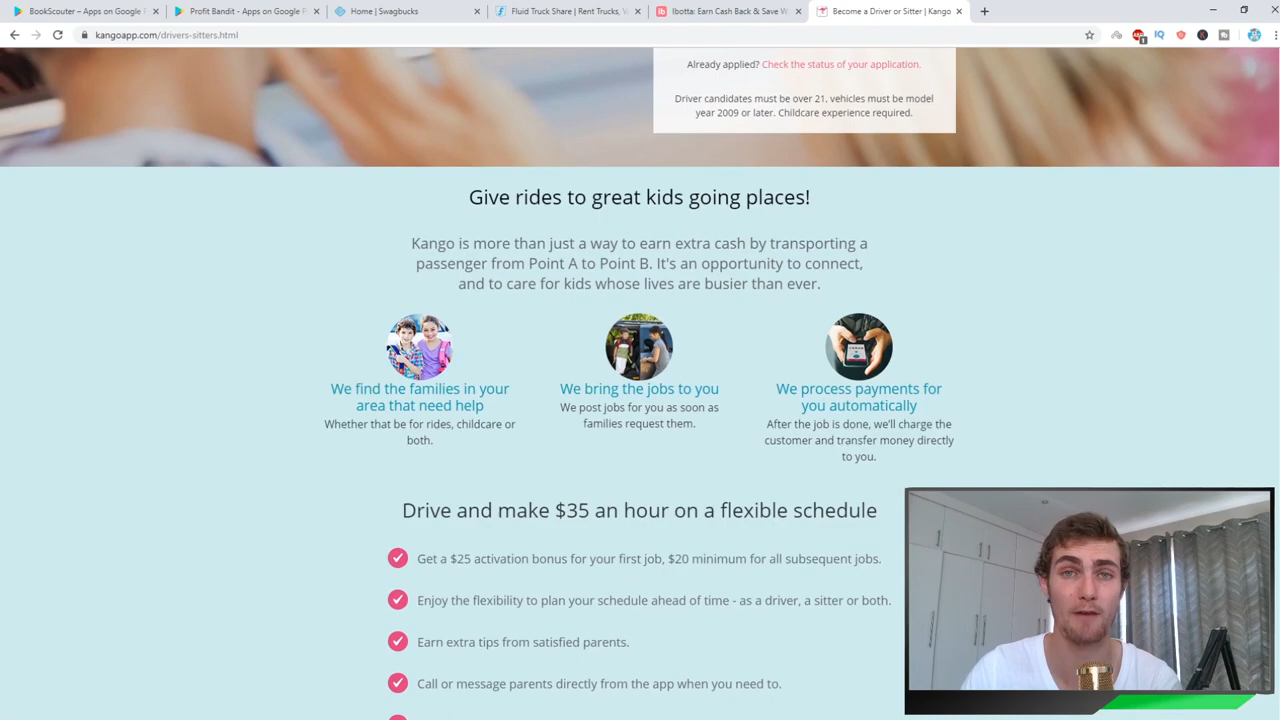 BookScouter – Apps on Google P
Profit Bandit - Apps on Google P
Home | Swagbucks
Fluid Truck Share | Rent Trucks, V
Ibotta: Earn Cash Back & Save W
Become a Driver or Sitter | Kango
kangoapp.com/drivers-sitters.html
Already applied? Check the status of your application.
Driver candidates must be over 21, vehicles must be model
year 2009 or later. Childcare experience required.
Give rides to great kids going places!
Kango is more than just a way to earn extra cash by transporting a
passenger from Point A to Point B. It's an opportunity to connect,
and to care for kids whose lives are busier than ever.
We find the families in your
area that need help
Whether that be for rides, childcare or
both.
We bring the jobs to you
We post jobs for you as soon as
families request them.
We process payments for
you automatically
After the job is done, we'll charge the
customer and transfer money directly
to you.
Drive and make $35 an hour on a flexible schedule
Get a $25 activation bonus for your first job, $20 minimum for all subsequent jobs.
Enjoy the flexibility to plan your schedule ahead of time - as a driver, a sitter or both.
Earn extra tips from satisfied parents.
Call or message parents directly from the app when you need to.